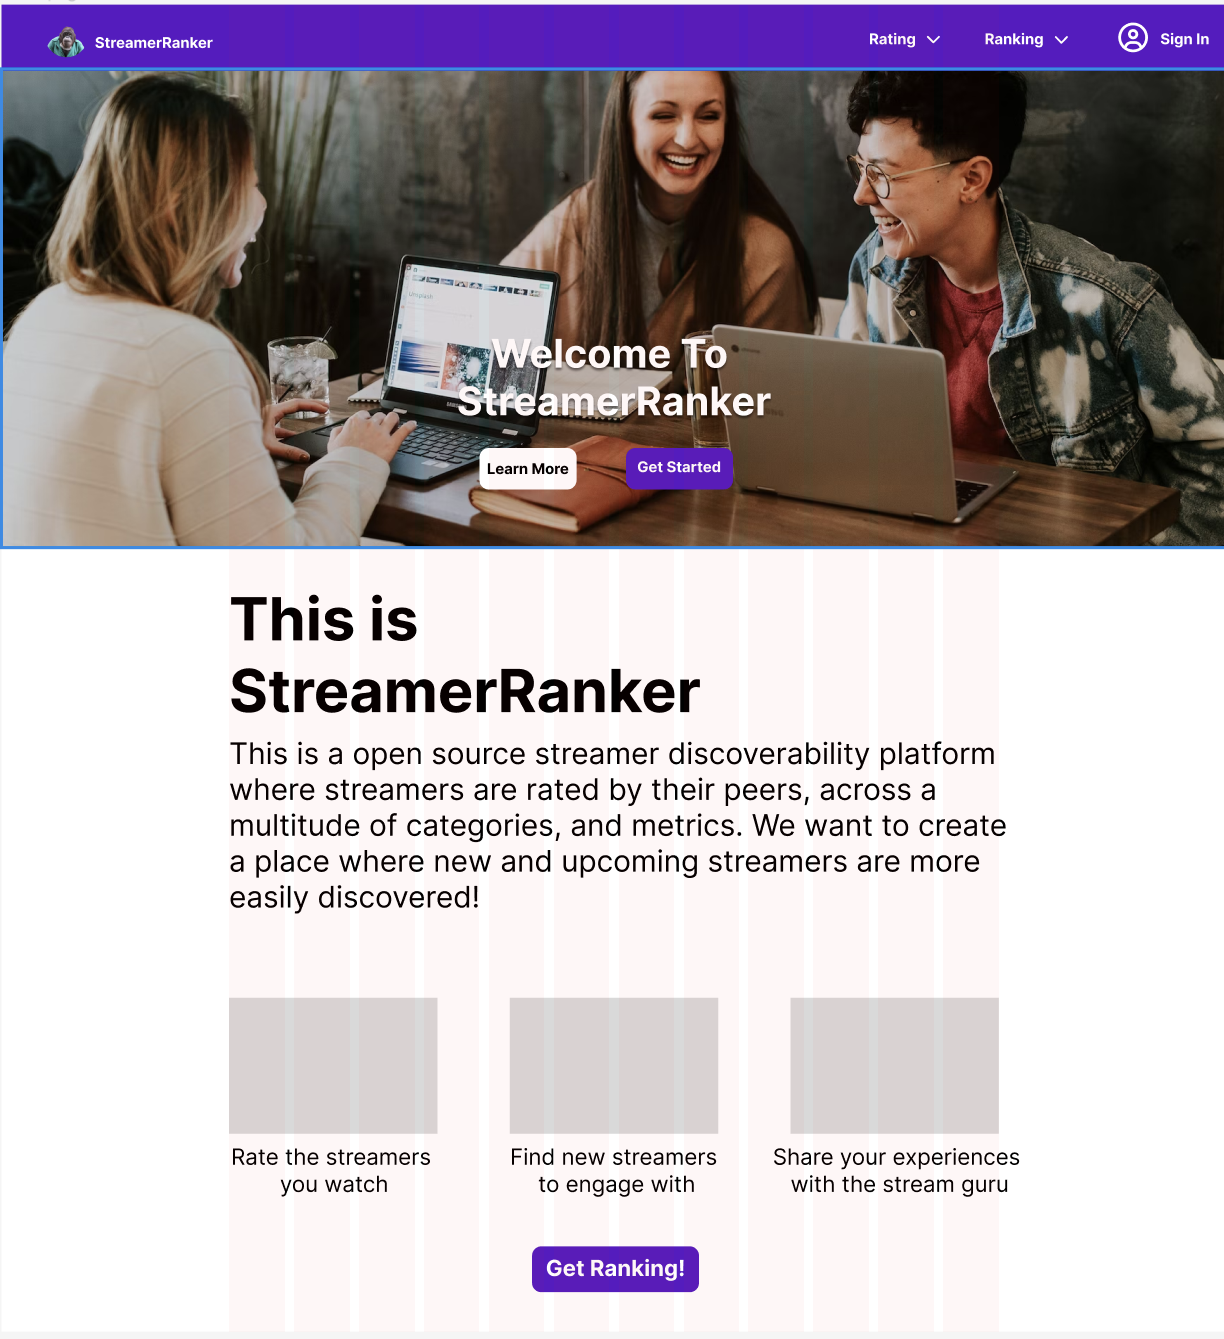 StreamerRanker
Rating
Ranking
Sign In
unsplash
Welcome To
StreamerRanker
Learn More
Get Started
This is
StreamerRanker
This is a open source streamer discoverability platform
where streamers are rated by their peers, across a
multitude of categories, and metrics. We want to create
a place where new and upcoming streamers are more
easily discovered!
Rate the streamers
you watch
Find new streamers
to engage with
Share your experiences
with the stream guru
Get Ranking!